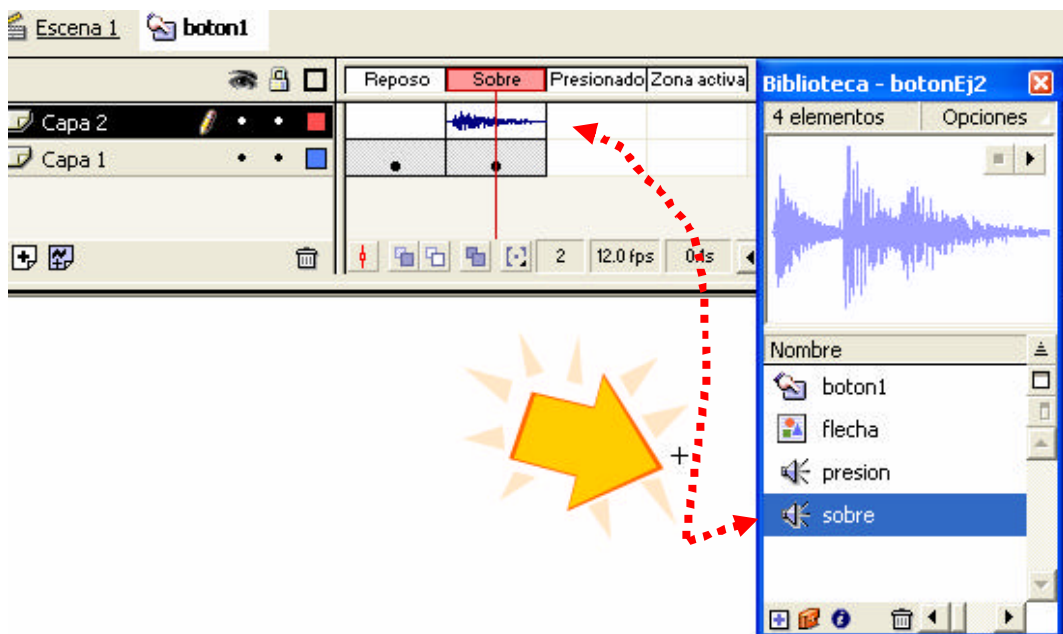 Escena 1 boton1
Reposo Sobre Presionado Zona activa
Capa 2
Capa 1
2 12.0 fps
Biblioteca - botonEj2
4 elementos Opciones
Nombre
boton1
flecha
presion
sobre